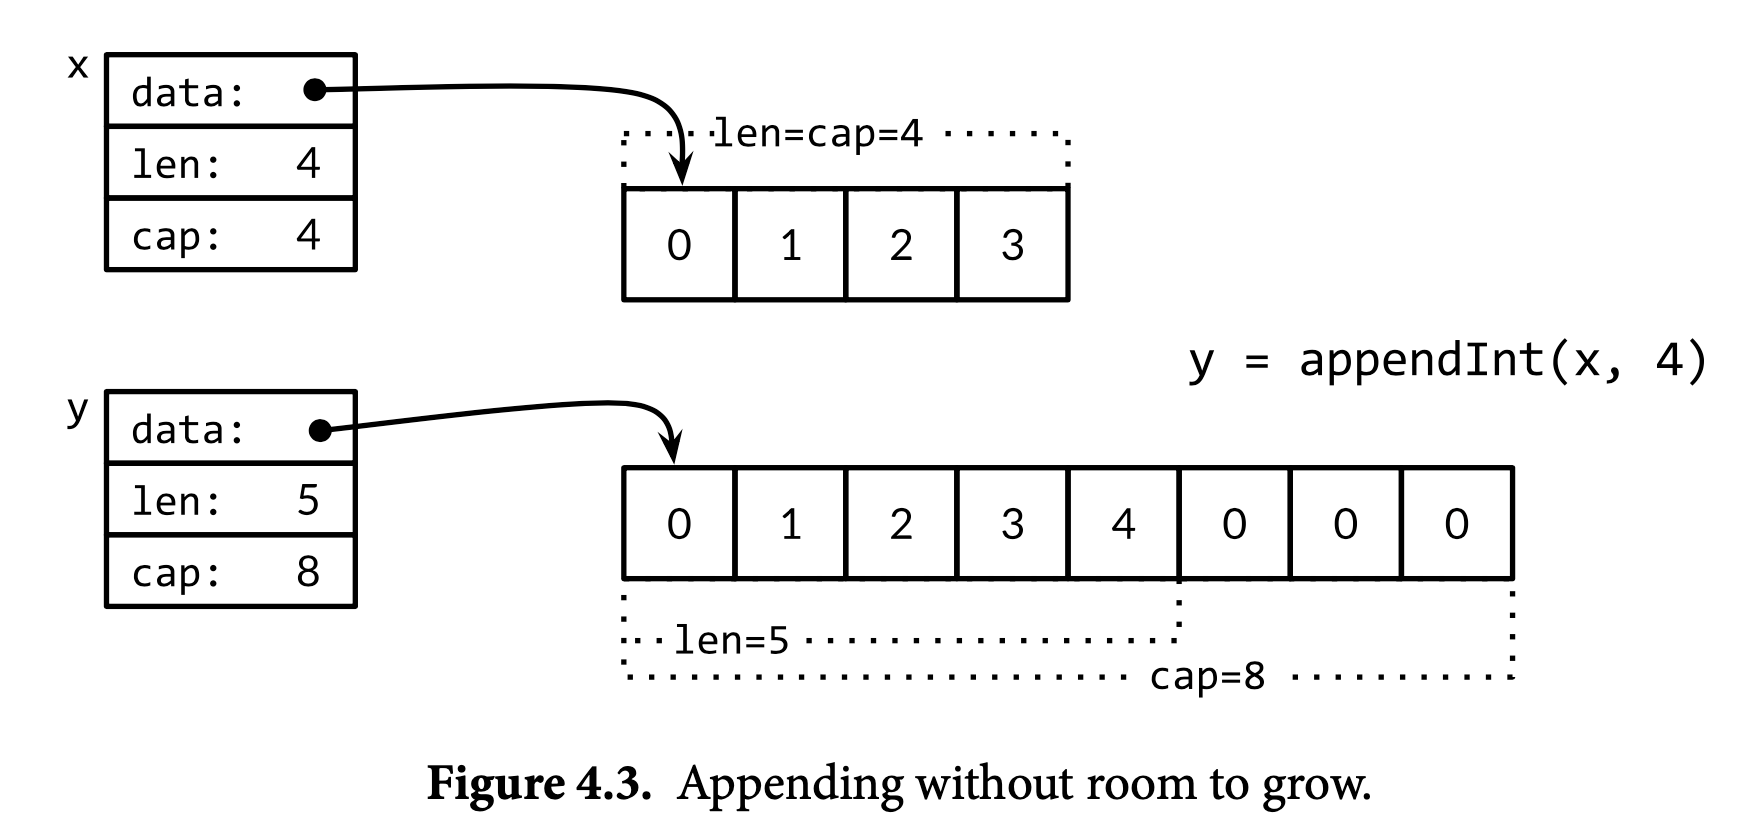 x
data:
len: 4
cap: 4
len=cap=4
0 1 2 3
y = appendInt(x, 4)
y
data:
len: 5
cap: 8
0 1 2 3 4 0 0 0
len=5
cap=8
Figure 4.3. Appending without room to grow.